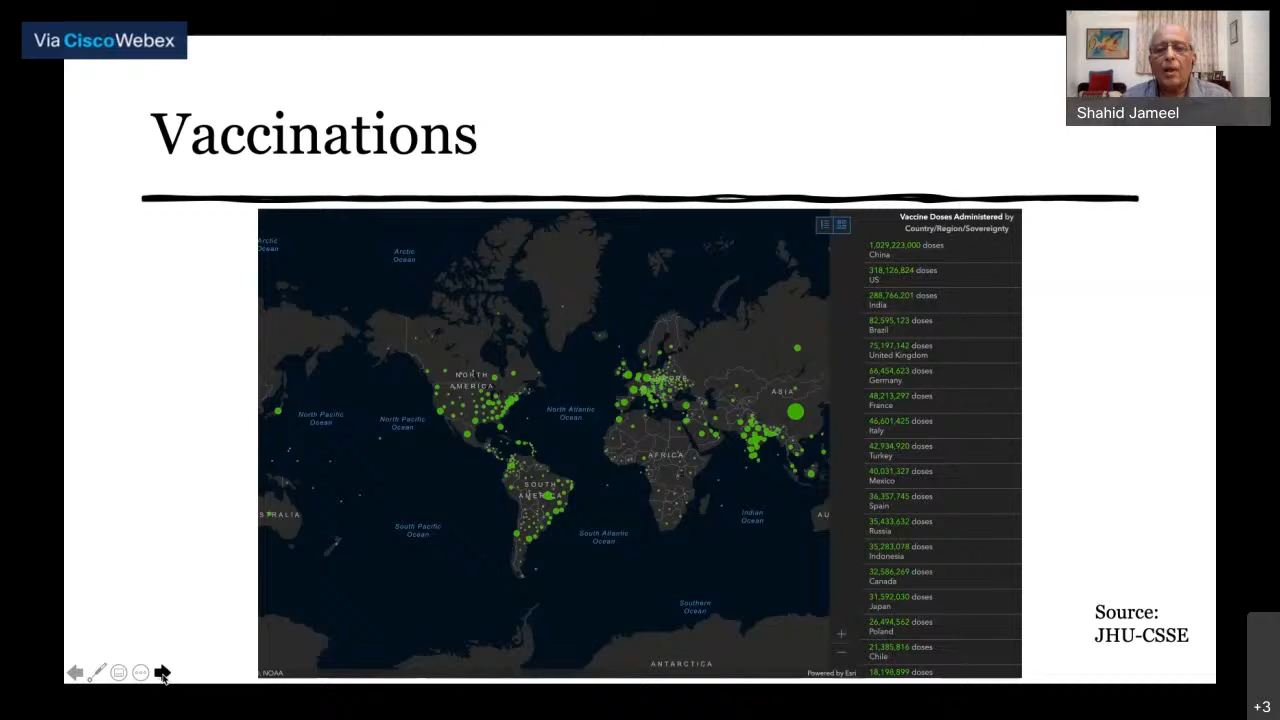 Via CiscoWebex
Shahid Jameel
Vaccinations
Vaccine Doses Administered by
Country/Region/Sovereignty
1,029,223,000 doses
China
318,126,824 doses
US
288,766,201 doses
India
82,595,123 doses
Brazil
75,197,142 doses
United Kingdom
66,454,623 doses
Germany
48,213,297 doses
France
46,601,425 doses
Italy
42,934,920 doses
Turkey
40,031,327 doses
Mexico
36,357,745 doses
Spain
35,433,632 doses
Russia
35,283,078 doses
Indonesia
32,586,269 doses
Canada
31,592,030 doses
Japan
26,494,562 doses
Poland
21,385,816 doses
Chile
18,198,899 doses
Arctic
Ocean
Arctic
Ocean
NORTH
AMERICA
ASIA
North Pacific
Ocean
North Pacific
Ocean
North Atlantic
Ocean
AFRICA
SOUTH
AMERICA
STRALIA
AU
South Pacific
Ocean
South Atlantic
Ocean
Indian
Ocean
Southern
Ocean
ANTARCTICA
, NOAA
Powered by Esri
Source:
JHU-CSSE
+3